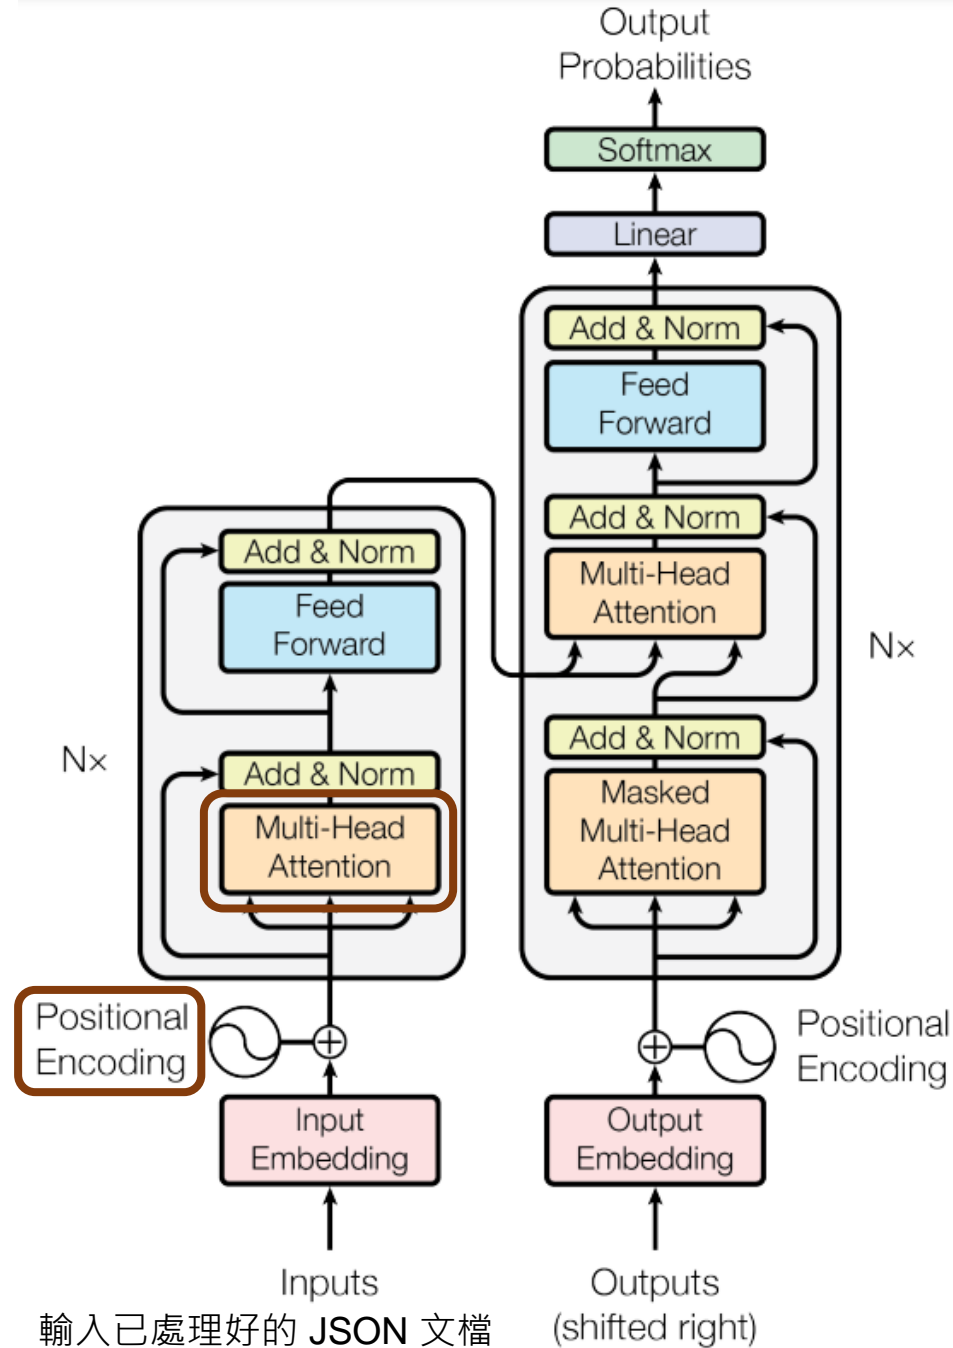 Output
Probabilities
Softmax
Linear
Add & Norm
Feed
Forward
Add & Norm
Multi-Head
Attention
N×
Add & Norm
Masked
Multi-Head
Attention
Add & Norm
Feed
Forward
N×
Add & Norm
Multi-Head
Attention
Positional
Encoding
Positional
Encoding
Input
Embedding
Output
Embedding
Inputs
輸入已處理好的 JSON 文檔
Outputs
(shifted right)